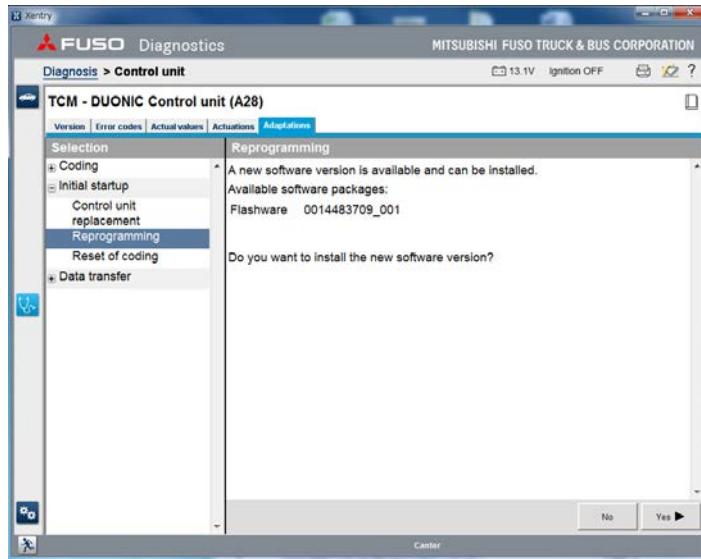 Xentry
FUSO Diagnostics
MITSUBISHI FUSO TRUCK & BUS CORPORATION
Diagnosis > Control unit
13.1V Ignition OFF
?
TCM - DUONIC Control unit (A28)
Version Error codes Actual values Actuations Adaptations
Selection
Reprogramming
Coding
Initial startup
Control unit
replacement
Reprogramming
Reset of coding
Data transfer
A new software version is available and can be installed.
Available software packages:
Flashware 0014483709_001
Do you want to install the new software version?
No
Yes
Canter